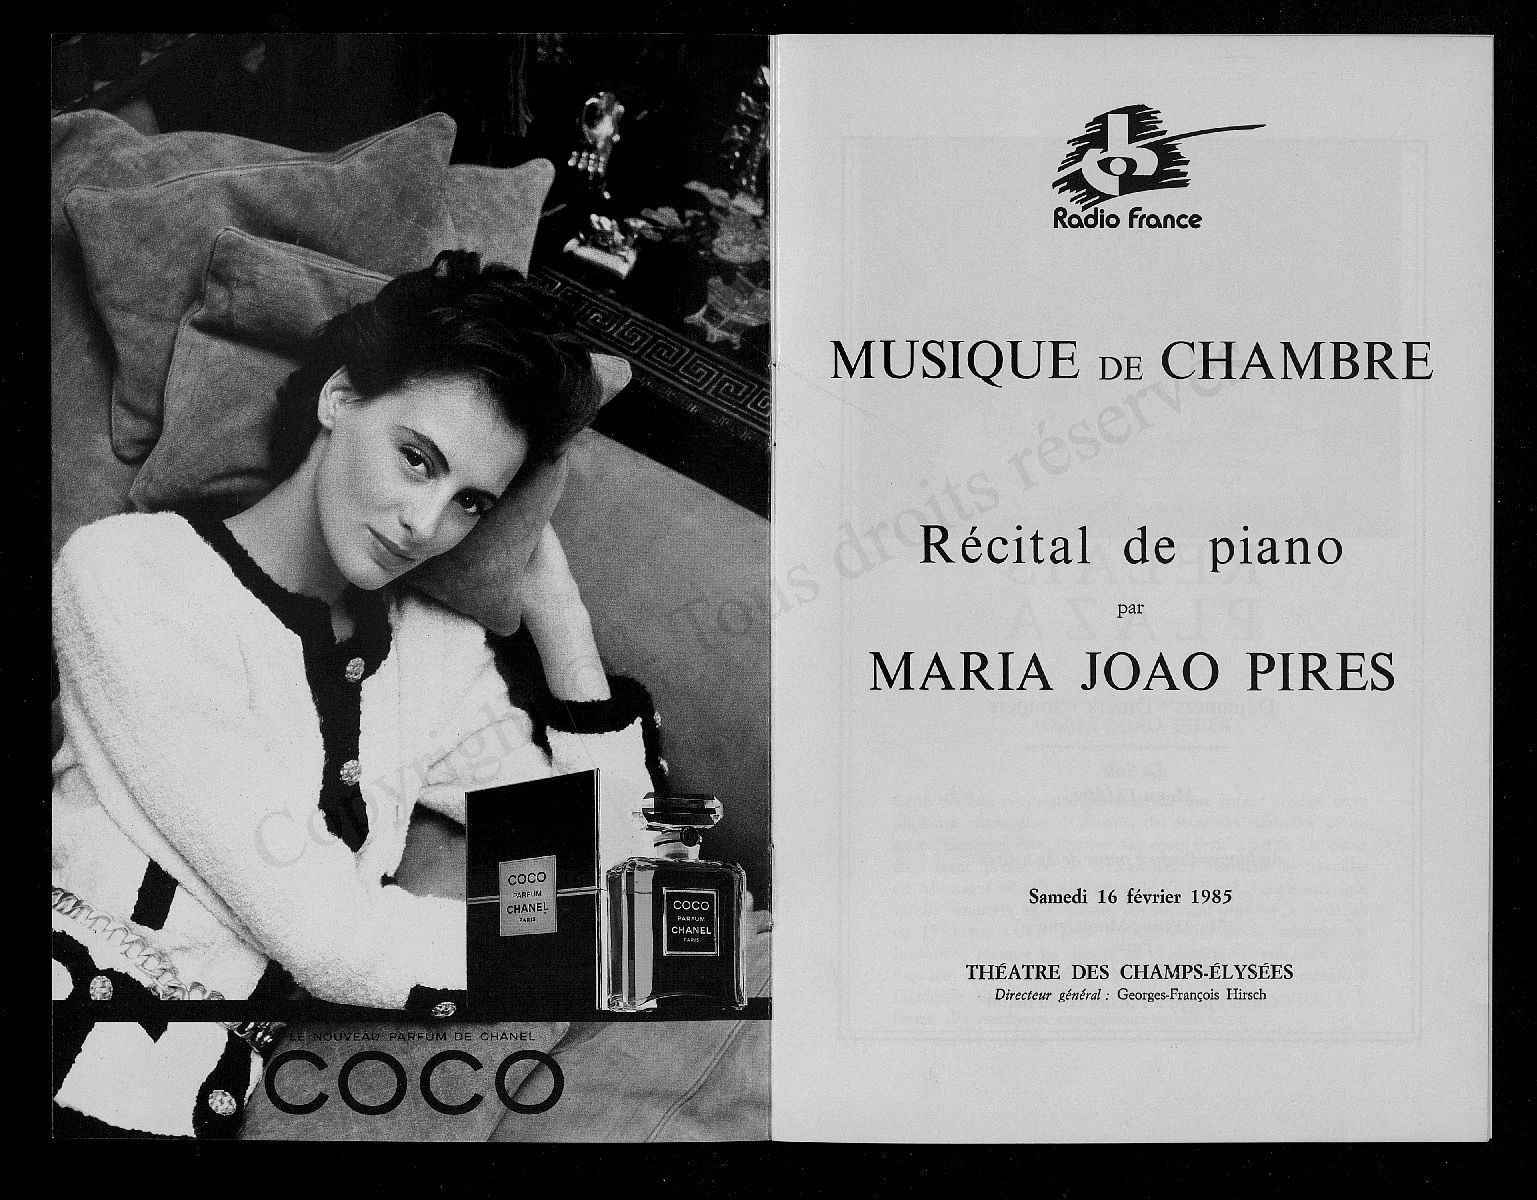 COCO
PARFUM
CHANEL
PARIS
COCO
PARFUM
CHANEL
PARIS
LE NOUVEAU PARFUM DE CHANEL
COCO
Radio France
MUSIQUE DE CHAMBRE
Récital de piano
par
MARIA JOAO PIRES
Samedi 16 février 1985
THÉATRE DES CHAMPS-ÉLYSÉES
Directeur général : Georges-François Hirsch
Copyright - Tous droits réservés
RELAIS
PLAZA